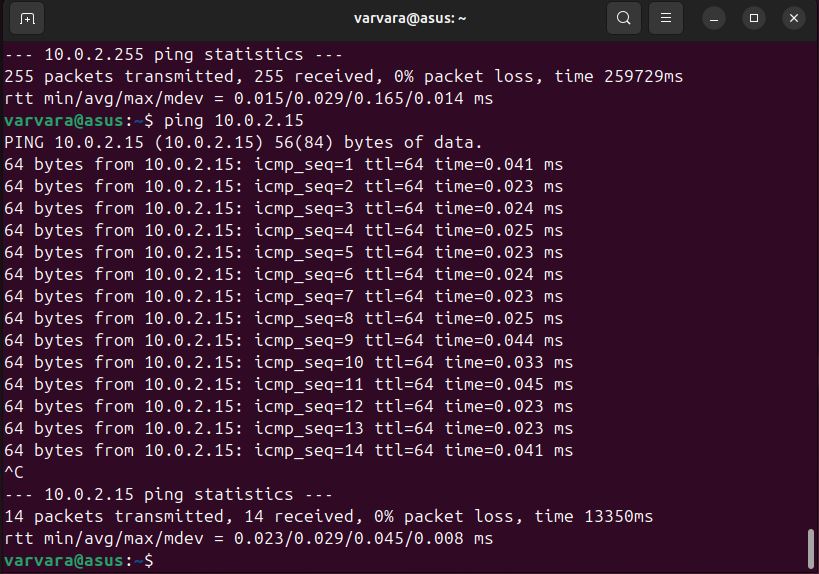 varvara@asus: ~
--- 10.0.2.255 ping statistics ---
255 packets transmitted, 255 received, 0% packet loss, time 259729ms
rtt min/avg/max/mdev = 0.015/0.029/0.165/0.014 ms
varvara@asus:~$ ping 10.0.2.15
PING 10.0.2.15 (10.0.2.15) 56(84) bytes of data.
64 bytes from 10.0.2.15: icmp_seq=1 ttl=64 time=0.041 ms
64 bytes from 10.0.2.15: icmp_seq=2 ttl=64 time=0.023 ms
64 bytes from 10.0.2.15: icmp_seq=3 ttl=64 time=0.024 ms
64 bytes from 10.0.2.15: icmp_seq=4 ttl=64 time=0.025 ms
64 bytes from 10.0.2.15: icmp_seq=5 ttl=64 time=0.023 ms
64 bytes from 10.0.2.15: icmp_seq=6 ttl=64 time=0.024 ms
64 bytes from 10.0.2.15: icmp_seq=7 ttl=64 time=0.023 ms
64 bytes from 10.0.2.15: icmp_seq=8 ttl=64 time=0.025 ms
64 bytes from 10.0.2.15: icmp_seq=9 ttl=64 time=0.044 ms
64 bytes from 10.0.2.15: icmp_seq=10 ttl=64 time=0.033 ms
64 bytes from 10.0.2.15: icmp_seq=11 ttl=64 time=0.045 ms
64 bytes from 10.0.2.15: icmp_seq=12 ttl=64 time=0.023 ms
64 bytes from 10.0.2.15: icmp_seq=13 ttl=64 time=0.023 ms
64 bytes from 10.0.2.15: icmp_seq=14 ttl=64 time=0.041 ms
^C
--- 10.0.2.15 ping statistics ---
14 packets transmitted, 14 received, 0% packet loss, time 13350ms
rtt min/avg/max/mdev = 0.023/0.029/0.045/0.008 ms
varvara@asus:~$